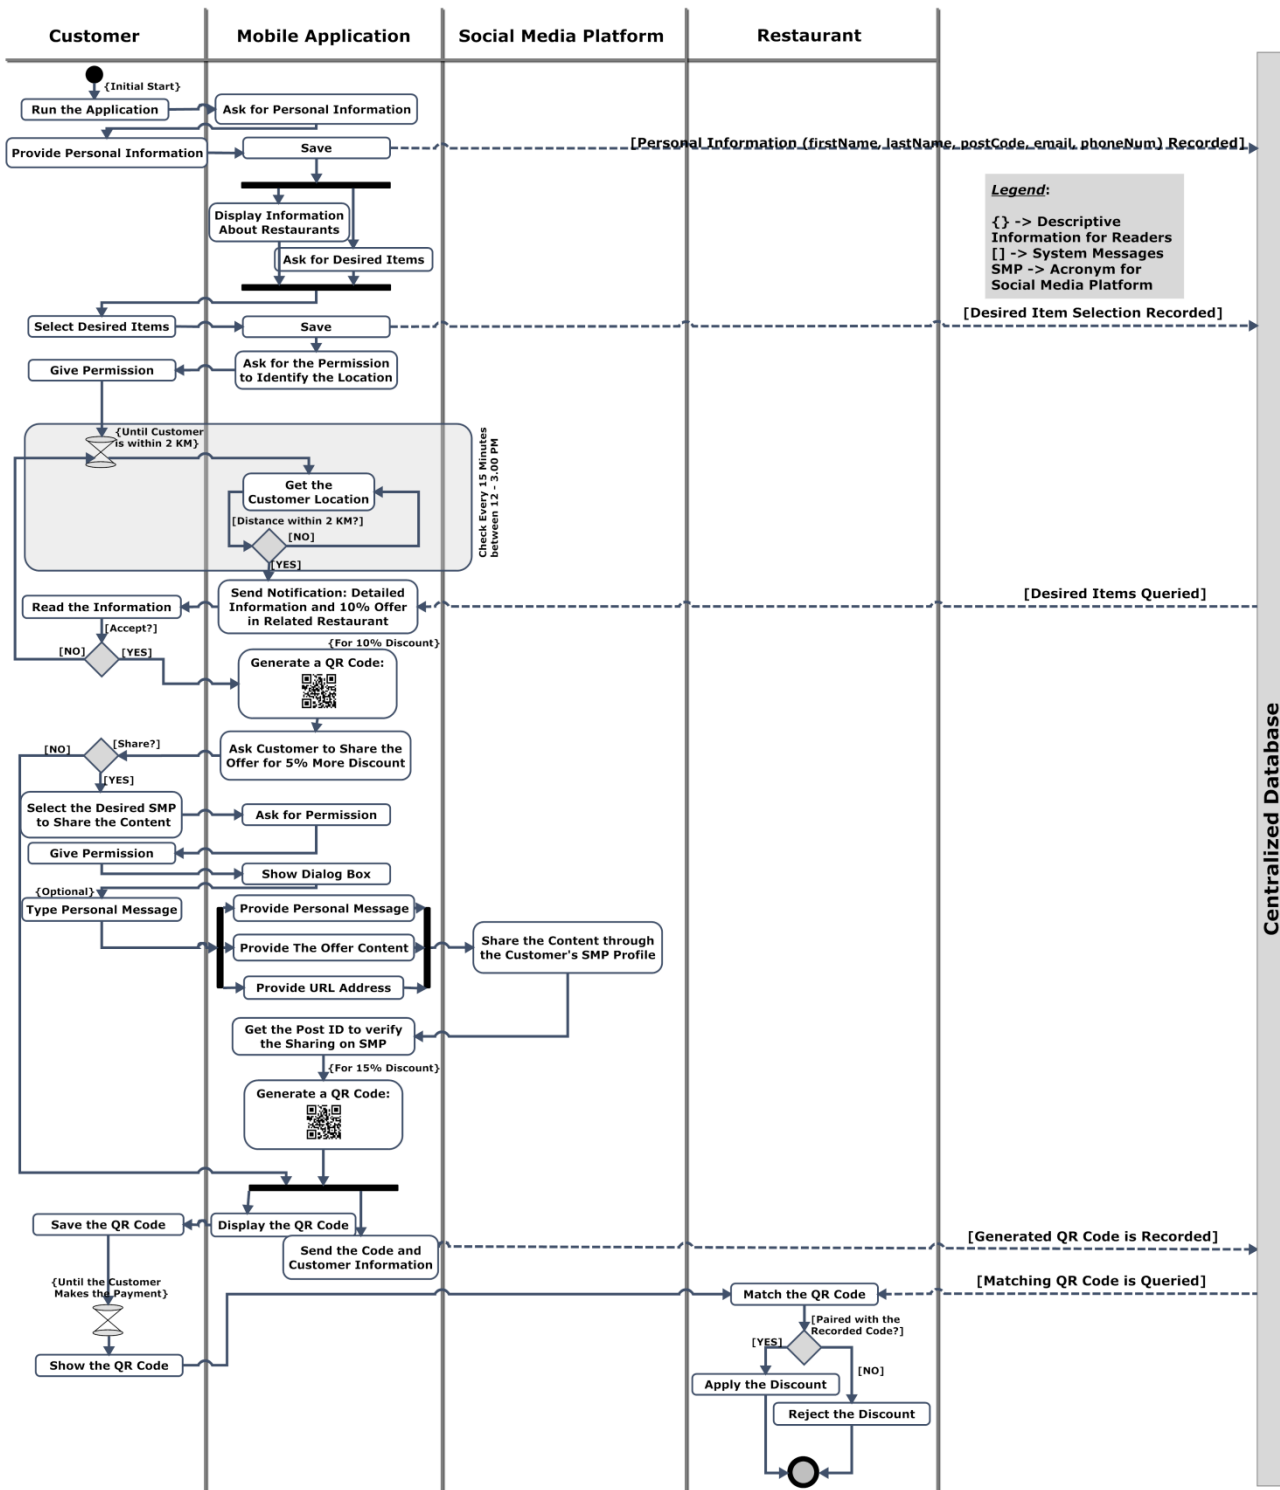 Customer
Mobile Application
Social Media Platform
Restaurant
{Initial Start}
Run the Application
Ask for Personal Information
Provide Personal Information
Save
[Personal Information (firstName, lastName, postCode, email, phoneNum) Recorded]
Legend:
{} -> Descriptive
Information for Readers
[] -> System Messages
SMP -> Acronym for
Social Media Platform
Display Information
About Restaurants
Ask for Desired Items
Select Desired Items
Save
[Desired Item Selection Recorded]
Give Permission
Ask for the Permission
to Identify the Location
{Until Customer
is within 2 KM}
Check Every 15 Minutes
between 12 - 3.00 PM
Get the
Customer Location
[Distance within 2 KM?]
[NO]
[YES]
Read the Information
Send Notification: Detailed
Information and 10% Offer
in Related Restaurant
[Desired Items Queried]
[Accept?]
[NO]
[YES]
{For 10% Discount}
Generate a QR Code:
[NO]
[Share?]
Ask Customer to Share the
Offer for 5% More Discount
[YES]
Select the Desired SMP
to Share the Content
Ask for Permission
Give Permission
Show Dialog Box
{Optional}
Type Personal Message
Provide Personal Message
Provide The Offer Content
Provide URL Address
Share the Content through
the Customer's SMP Profile
Get the Post ID to verify
the Sharing on SMP
{For 15% Discount}
Generate a QR Code:
Save the QR Code
Display the QR Code
Send the Code and
Customer Information
[Generated QR Code is Recorded]
{Until the Customer
Makes the Payment}
Match the QR Code
[Matching QR Code is Queried]
[Paired with the
Recorded Code?]
[YES]
[NO]
Show the QR Code
Apply the Discount
Reject the Discount
Centralized Database